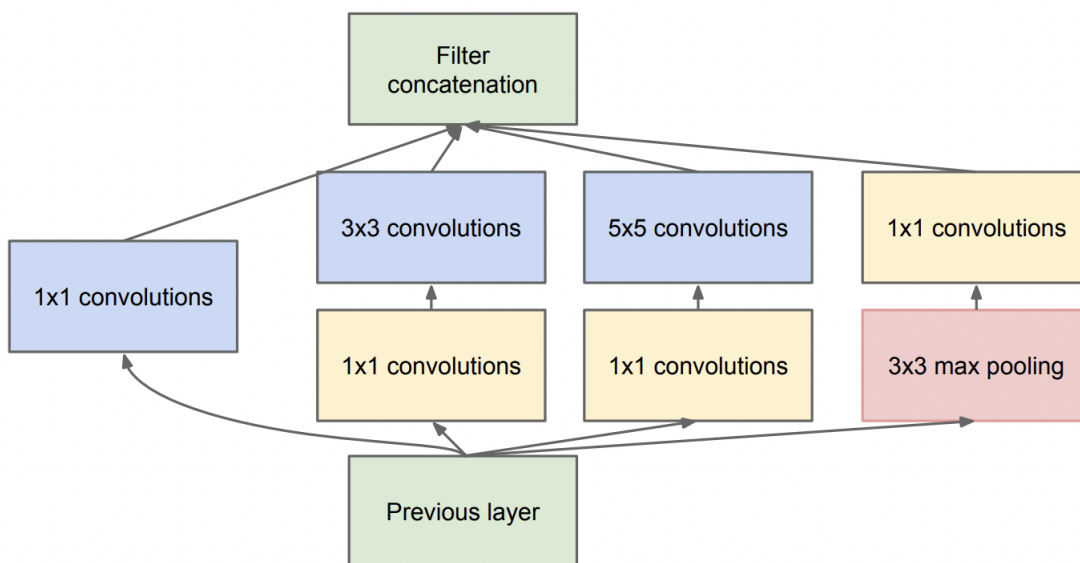 Filter
concatenation
3x3 convolutions
5x5 convolutions
1x1 convolutions
1x1 convolutions
1x1 convolutions
1x1 convolutions
3x3 max pooling
Previous layer